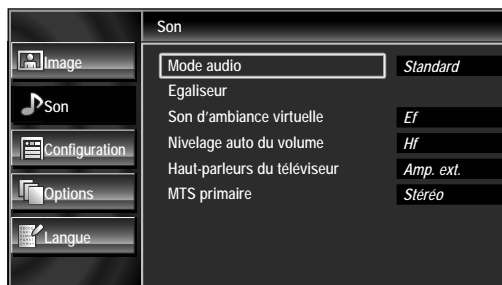 Son
Image
Son
Configuration
Options
Langue
Mode audio Standard
Egaliseur
Son d'ambiance virtuelle Ef
Nivelage auto du volume Hf
Haut-parleurs du téléviseur Amp. ext.
MTS primaire Stéréo